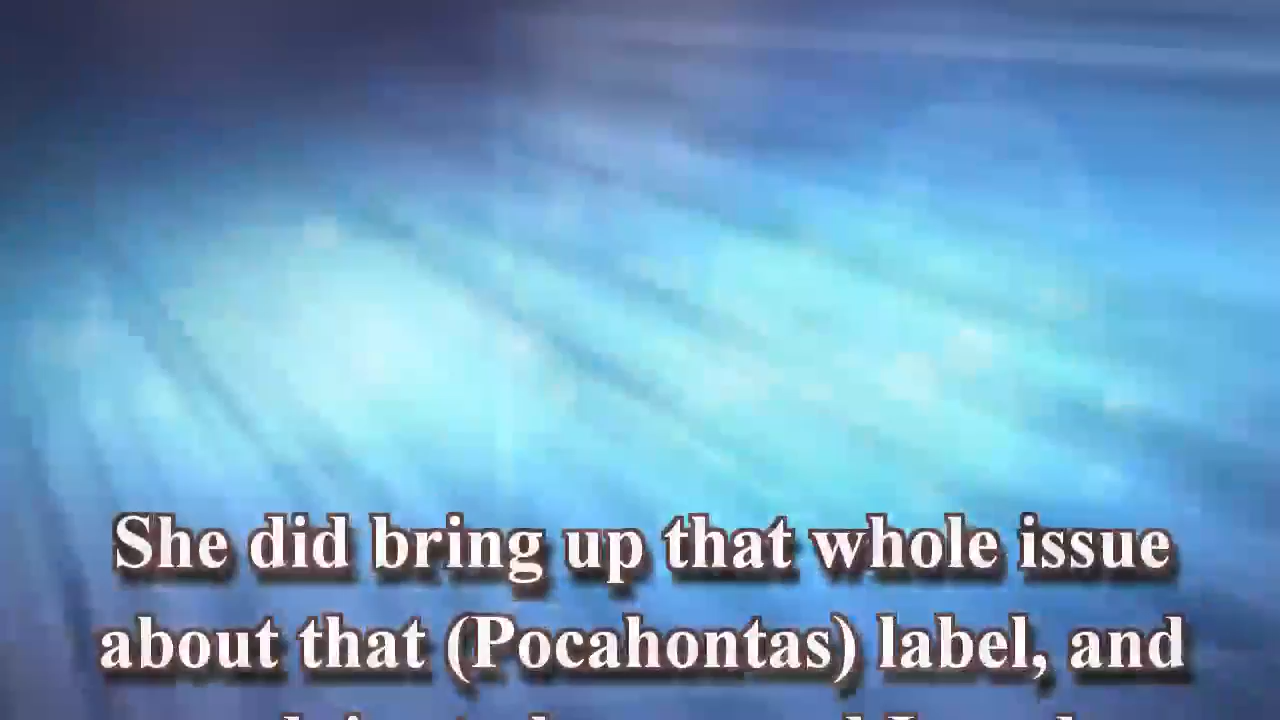 She did bring up that whole issue
about that (Pocahontas) label, and